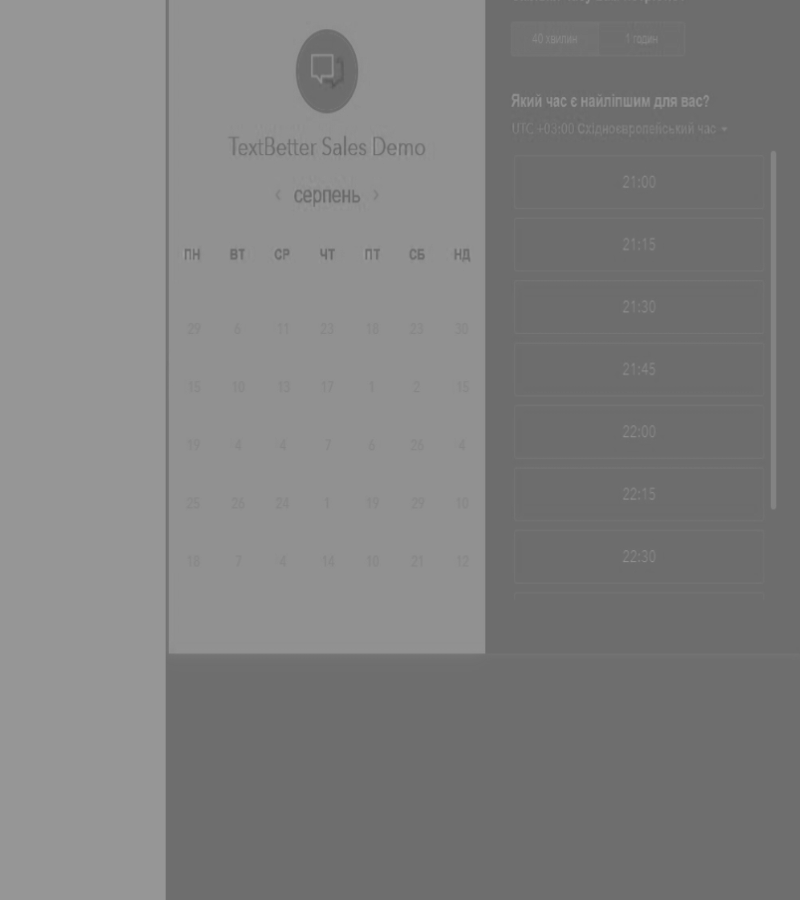 TextBetter Sales Demo
‹ серпень ›
ПН ВТ СР ЧТ ПТ СБ НД
29 6 11 23 18 23 30
15 10 13 17 1 2 15
19 4 4 7 6 26 4
25 26 24 1 19 29 10
18 7 4 14 10 21 12
40 хвилин 1 годин
Який час є найліпшим для вас?
UTC +03:00 Східноєвропейський час
21:00
21:15
21:30
21:45
22:00
22:15
22:30